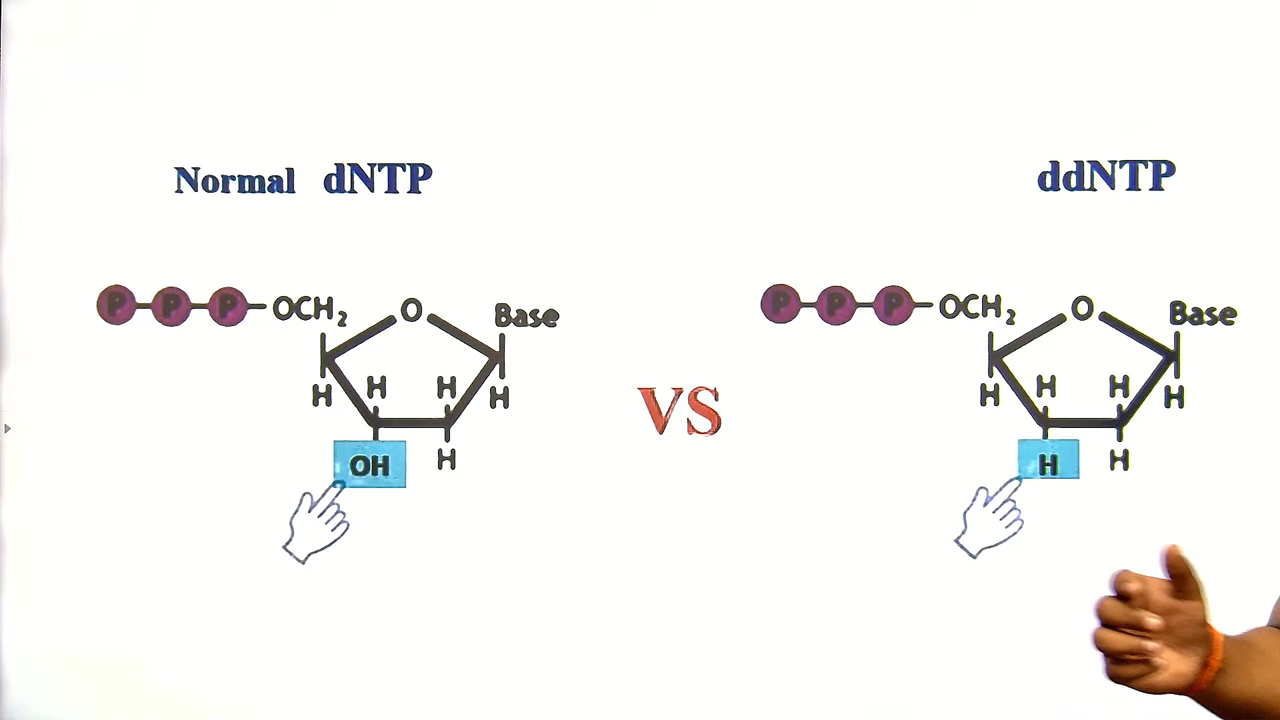 Normal dNTP
ddNTP
P P P OCH₂ O Base
H H H H
OH H
VS
P P P OCH₂ O Base
H H H H
H H